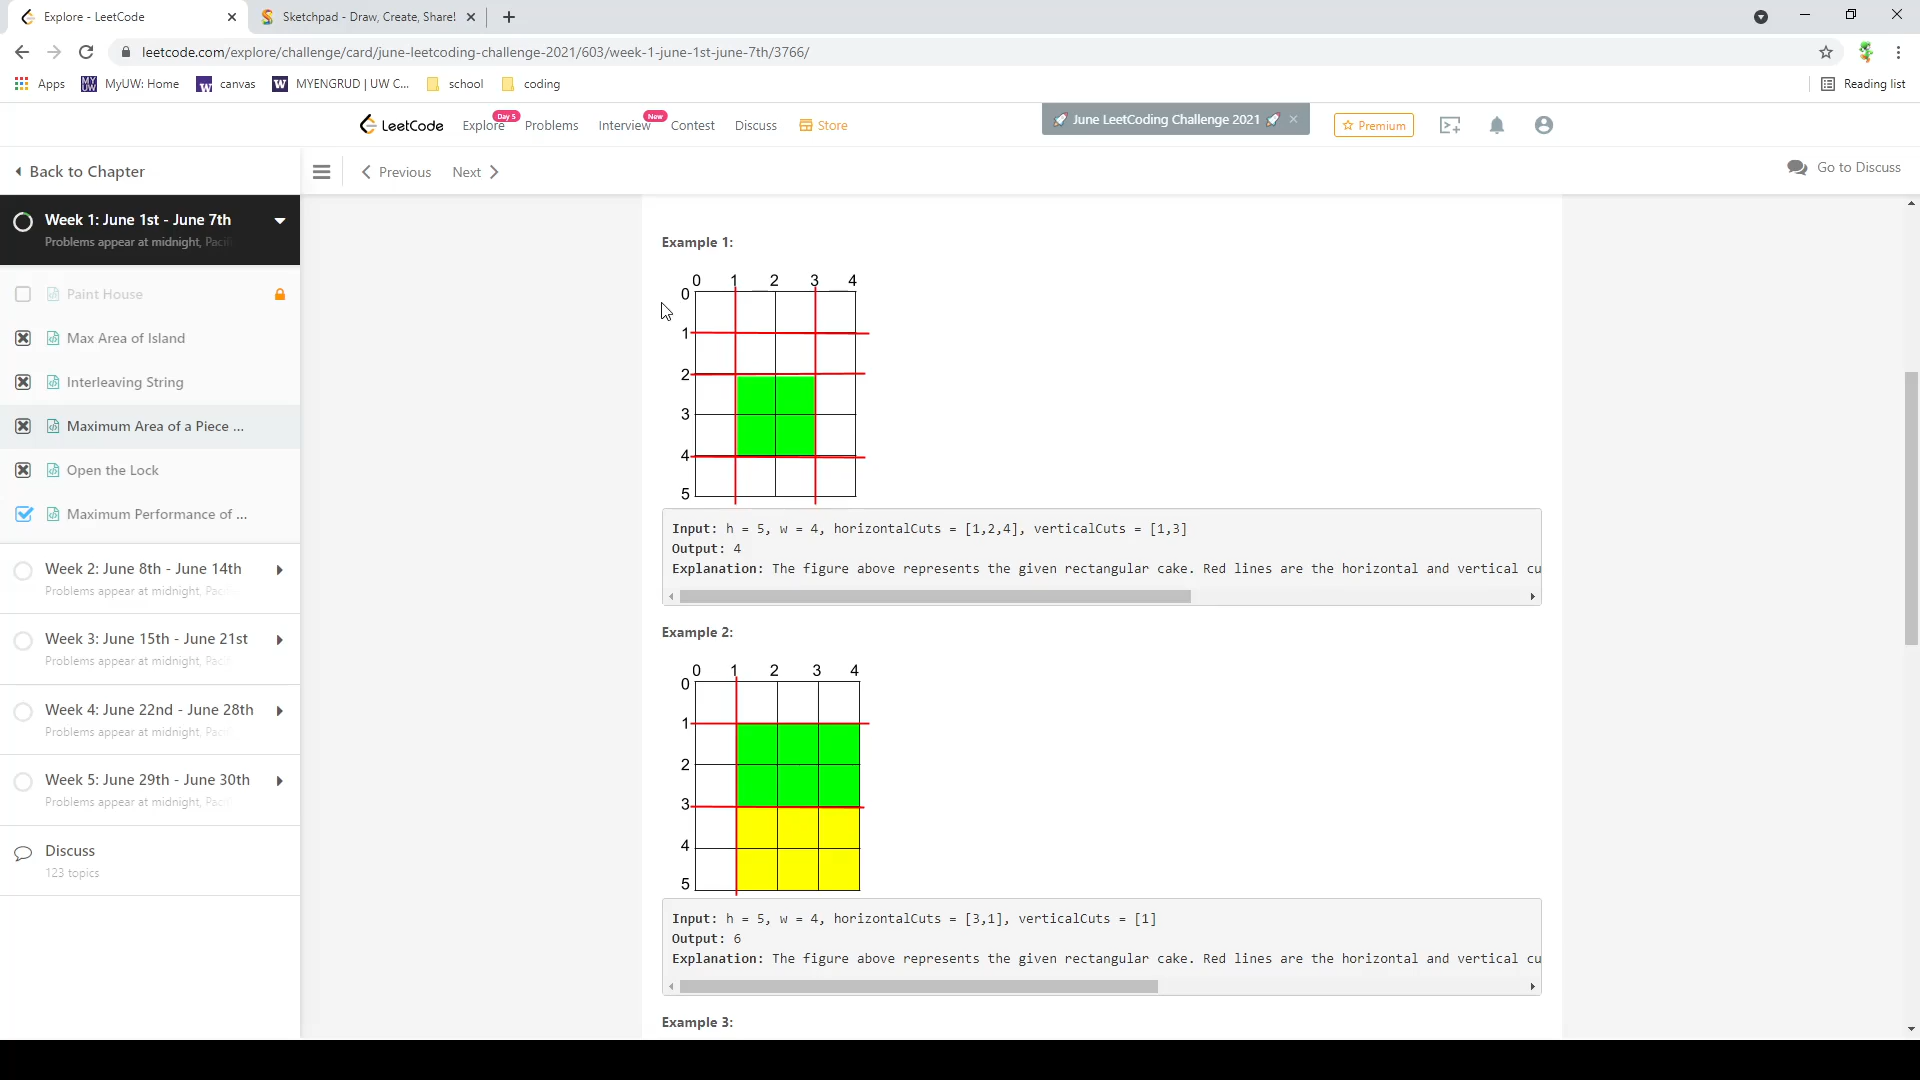 Explore - LeetCode
Sketchpad - Draw, Create, Share!
leetcode.com/explore/challenge/card/june-leetcoding-challenge-2021/603/week-1-june-1st-june-7th/3766/
Apps
MyUW: Home
canvas
MYENGRUD | UW C...
school
coding
Reading list
LeetCode
Explore
Day 5
Problems
Interview
New
Contest
Discuss
Store
June LeetCoding Challenge 2021
Premium
Back to Chapter
Previous
Next
Go to Discuss
Week 1: June 1st - June 7th
Problems appear at midnight, Pacif
Paint House
Max Area of Island
Interleaving String
Maximum Area of a Piece ...
Open the Lock
Maximum Performance of ...
Week 2: June 8th - June 14th
Problems appear at midnight, Pacif
Week 3: June 15th - June 21st
Problems appear at midnight, Pacif
Week 4: June 22nd - June 28th
Problems appear at midnight, Pacif
Week 5: June 29th - June 30th
Problems appear at midnight, Pacif
Discuss
123 topics
Example 1:
0 1 2 3 4
0
1
2
3
4
5
Input: h = 5, w = 4, horizontalCuts = [1,2,4], verticalCuts = [1,3]
Output: 4
Explanation: The figure above represents the given rectangular cake. Red lines are the horizontal and vertical cu
Example 2:
0 1 2 3 4
0
1
2
3
4
5
Input: h = 5, w = 4, horizontalCuts = [3,1], verticalCuts = [1]
Output: 6
Explanation: The figure above represents the given rectangular cake. Red lines are the horizontal and vertical cu
Example 3: